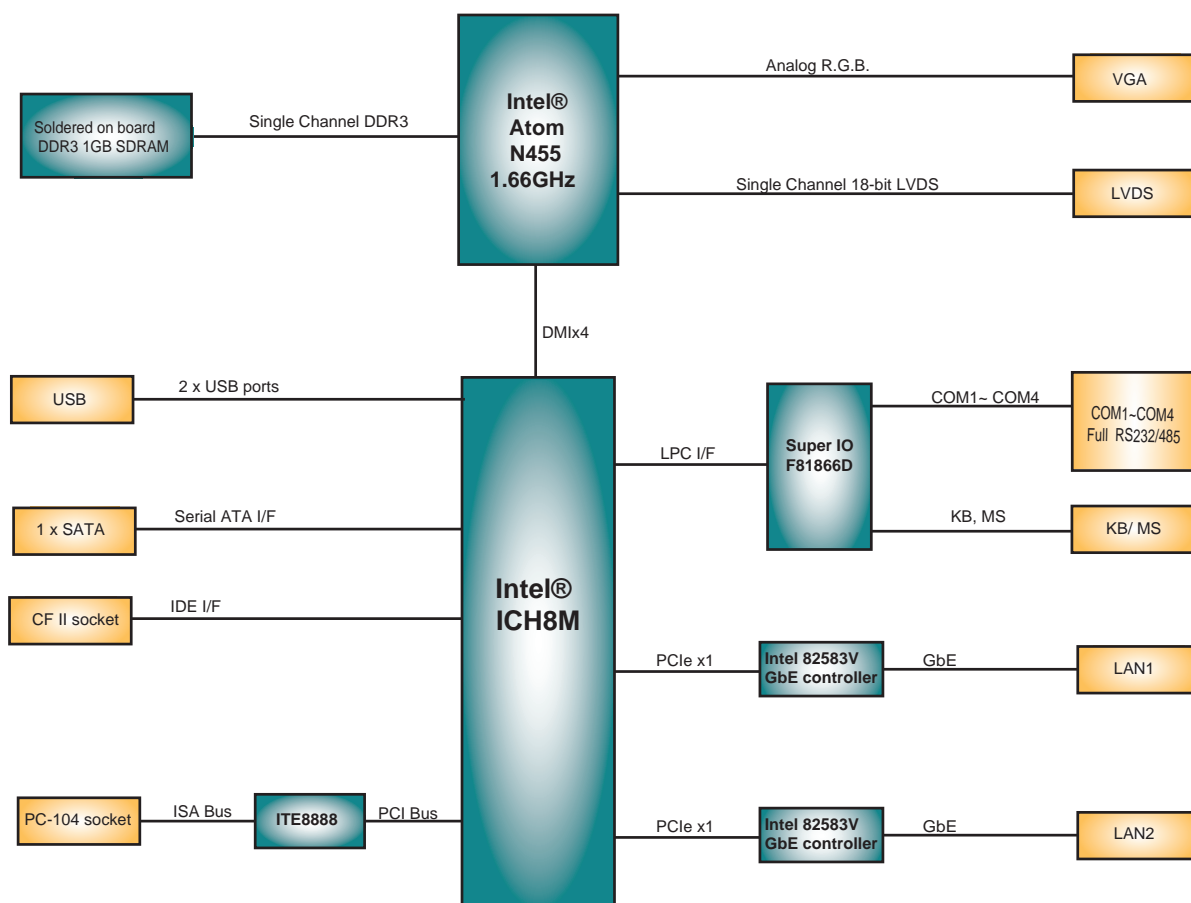 Analog R.G.B.
VGA
Intel®
Atom
N455
1.66GHz
Soldered on board
DDR3 1GB SDRAM
Single Channel DDR3
Single Channel 18-bit LVDS
LVDS
DMIx4
USB
2 x USB ports
COM1~ COM4
COM1~COM4
Full RS232/485
LPC I/F
Super IO
F81866D
1 x SATA
Serial ATA I/F
KB, MS
KB/ MS
CF II socket
IDE I/F
Intel®
ICH8M
PCIe x1
Intel 82583V
GbE controller
GbE
LAN1
PC-104 socket
ISA Bus
ITE8888
PCI Bus
PCIe x1
Intel 82583V
GbE controller
GbE
LAN2